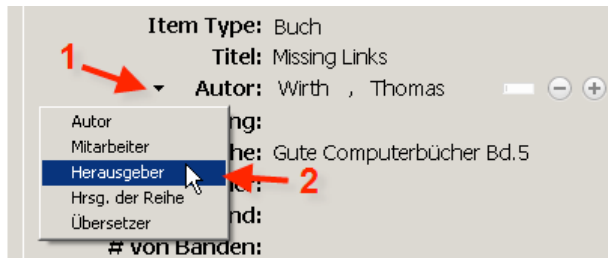 Item Type: Buch
Titel: Missing Links
1
Autor: Wirth , Thomas
Autor
ng:
Mitarbeiter
he: Gute Computerbücher Bd.5
Herausgeber
2
Hrsg. der Reihe
nd:
Übersetzer
# von Banden: